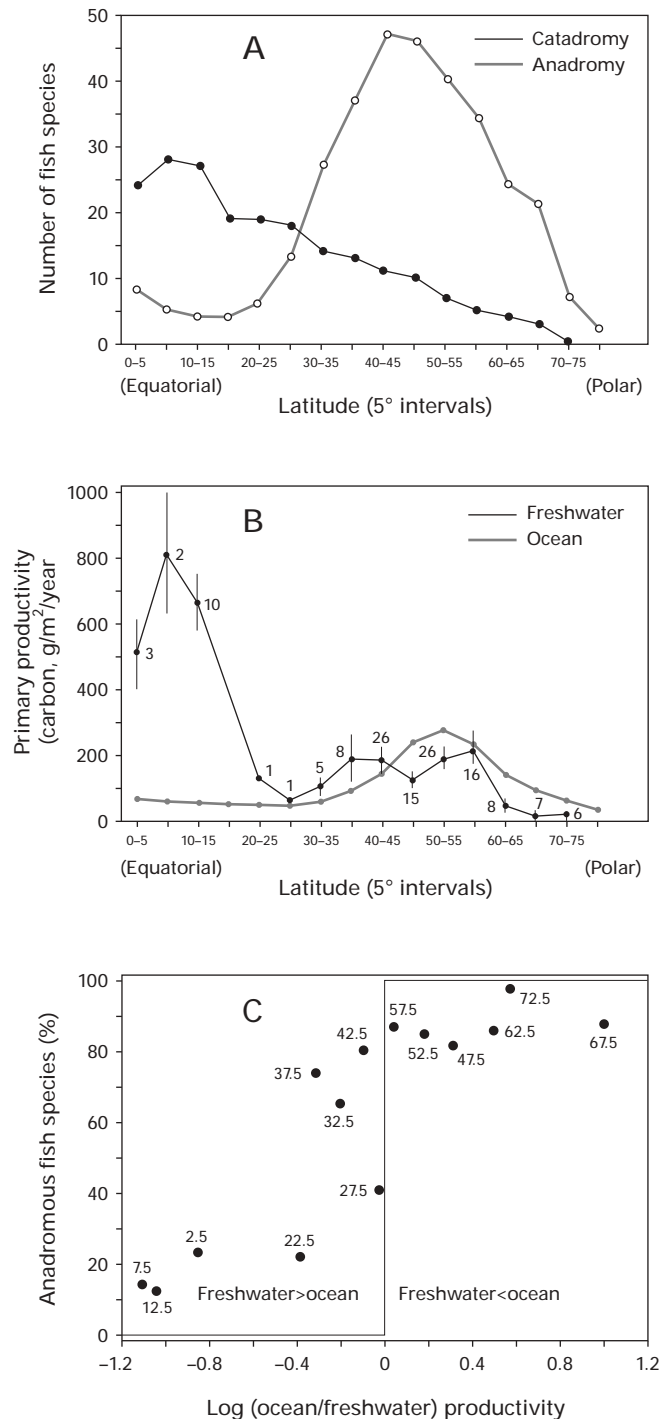 A
Catadromy
Anadromy
50
40
30
20
10
0
Number of fish species
0–5 10–15 20–25 30–35 40–45 50–55 60–65 70–75
(Equatorial) (Polar)
Latitude (5° intervals)
B
Freshwater
Ocean
1000
800
600
400
200
0
Primary productivity
(carbon, g/m²/year
3
2
10
1
1
5
8
26
15
26
16
8
7
6
0–5 10–15 20–25 30–35 40–45 50–55 60–65 70–75
(Equatorial) (Polar)
Latitude (5° intervals)
C
100
80
60
40
20
0
Anadromous fish species (%)
57.5
72.5
42.5
52.5
47.5
62.5
67.5
37.5
32.5
27.5
2.5
22.5
7.5
12.5
Freshwater>ocean
Freshwater<ocean
–1.2 –0.8 –0.4 0 0.4 0.8 1.2
Log (ocean/freshwater) productivity